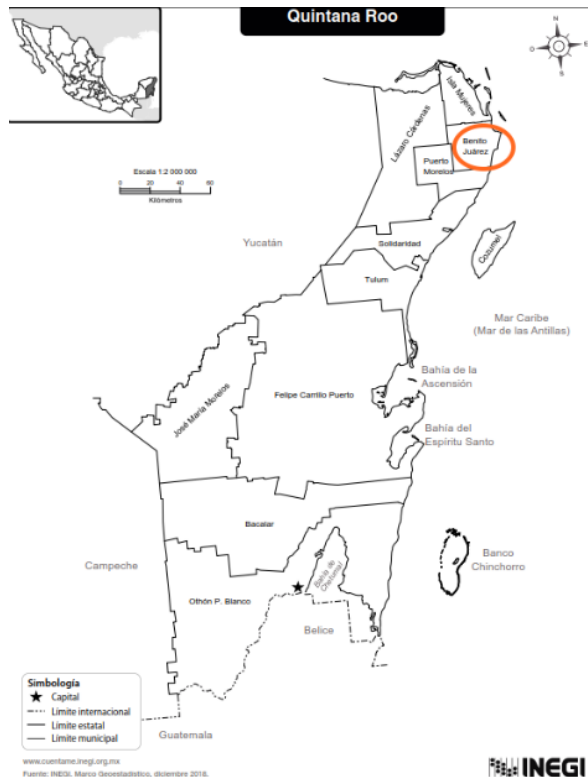 Quintana Roo
N
O
E
S
Isla Mujeres
Lázaro Cárdenas
Benito
Juárez
Puerto
Morelos
Escala 1:2 000 000
0 20 40 60
Kilómetros
Yucatán
Solidaridad
Cozumel
Tulum
Mar Caribe
(Mar de las Antillas)
Bahía de la
Ascensión
José María Morelos
Felipe Carrillo Puerto
Bahía del
Espíritu Santo
Bacalar
Campeche
Othón P. Blanco
Bahía de
Chetumal
Banco
Chinchorro
Belice
Simbología
Capital
Límite internacional
Límite estatal
Límite municipal
Guatemala
www.cuentame.inegi.org.mx
Fuente: INEGI. Marco Geoestadístico, diciembre 2018.
INEGI